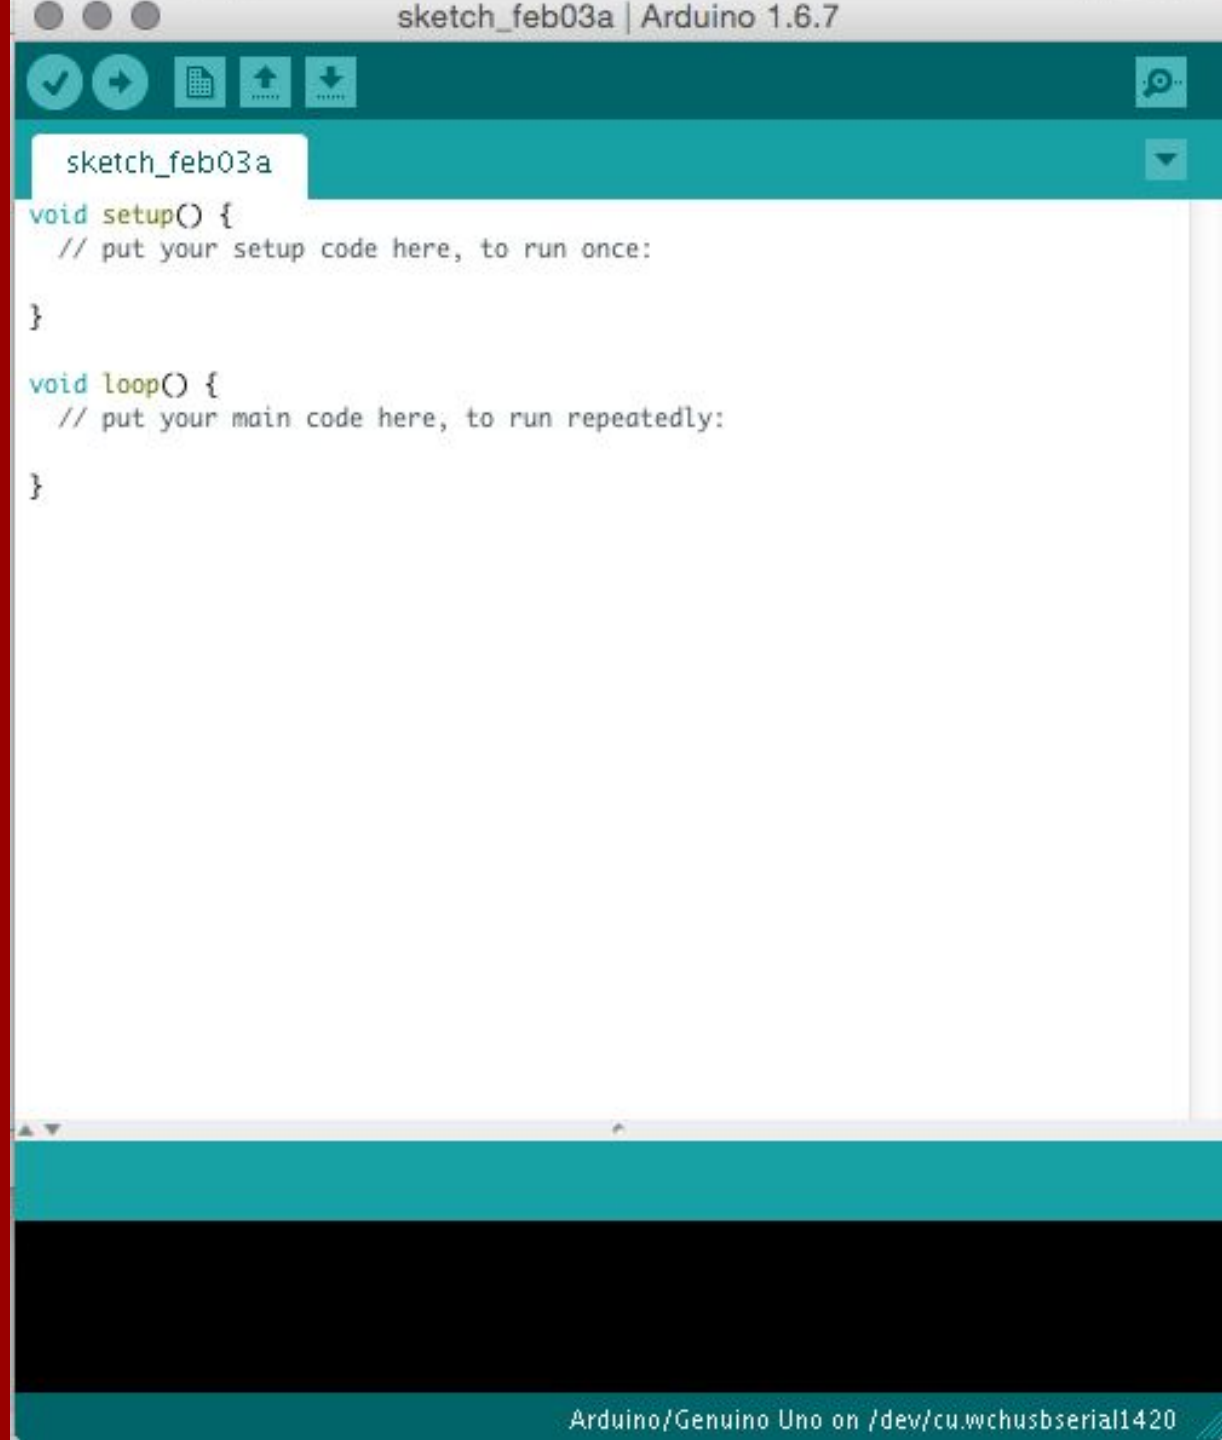 sketch_feb03a | Arduino 1.6.7
sketch_feb03a
void setup() {
  // put your setup code here, to run once:
}
void loop() {
  // put your main code here, to run repeatedly:
}
Arduino/Genuino Uno on /dev/cu.wchusbserial1420